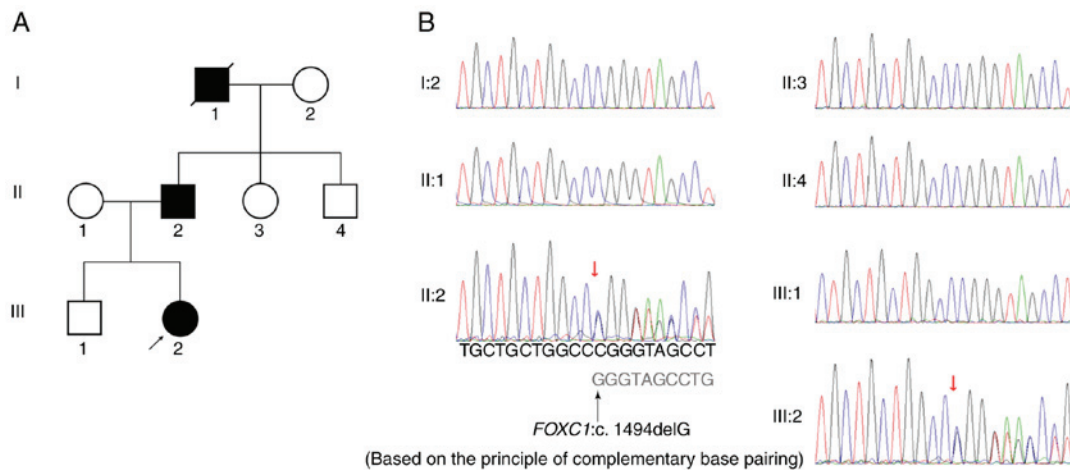 A
I
1
2
II
1
2
3
4
III
1
2
B
I:2
II:1
II:2
TGCTGCTGGCCCGGGTAGCCCT
GGGTAGCCTG
FOXC1:c. 1494delG
(Based on the principle of complementary base pairing)
II:3
II:4
III:1
III:2